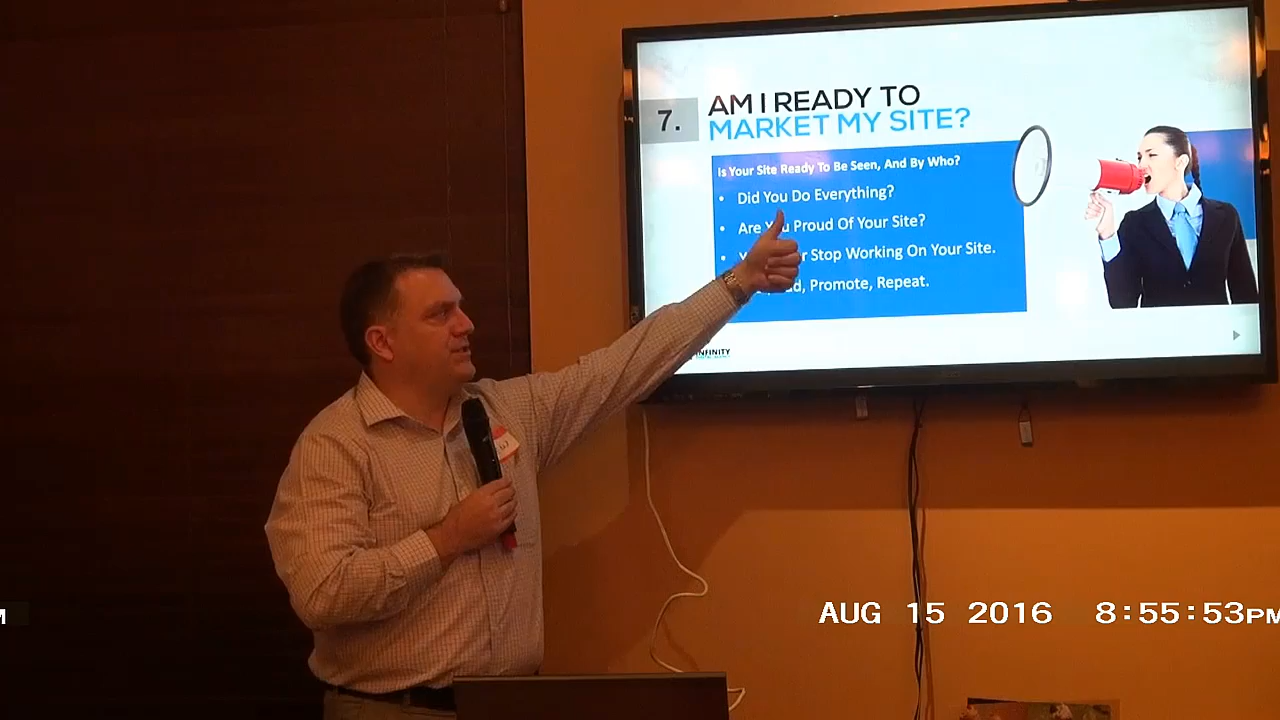 7.
AM I READY TO
MARKET MY SITE?
Is Your Site Ready To Be Seen, And By Who?
• Did You Do Everything?
• Are You Proud Of Your Site?
• Stop Working On Your Site.
Promote, Repeat.
INFINITY
AUG 15 2016 8:55:53PM